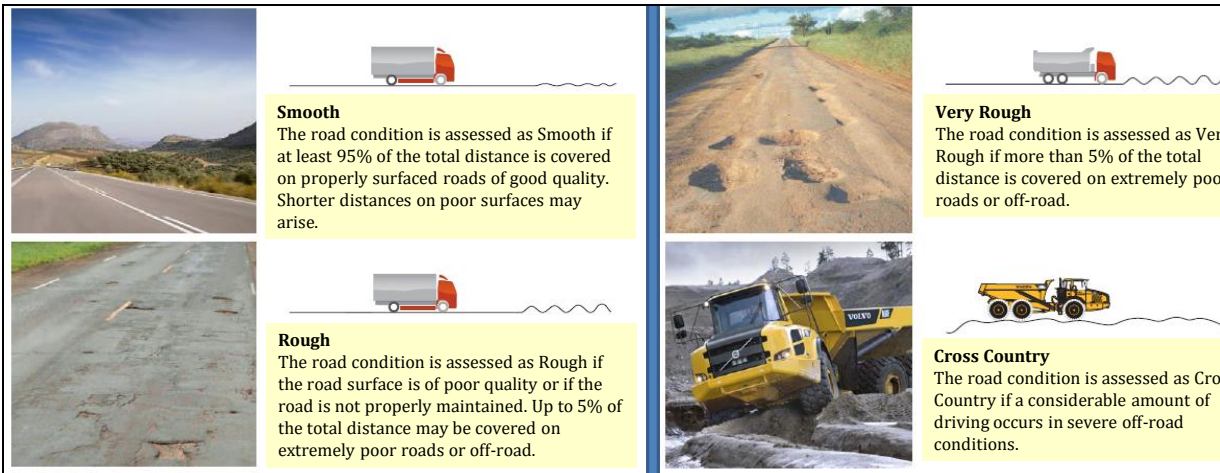 Smooth
The road condition is assessed as Smooth if
at least 95% of the total distance is covered
on properly surfaced roads of good quality.
Shorter distances on poor surfaces may
arise.
Rough
The road condition is assessed as Rough if
the road surface is of poor quality or if the
road is not properly maintained. Up to 5% of
the total distance may be covered on
extremely poor roads or off-road.
Very Rough
The road condition is assessed as Ver
Rough if more than 5% of the total
distance is covered on extremely poo
roads or off-road.
VOLVO
Cross Country
The road condition is assessed as Cro
Country if a considerable amount of
driving occurs in severe off-road
conditions.